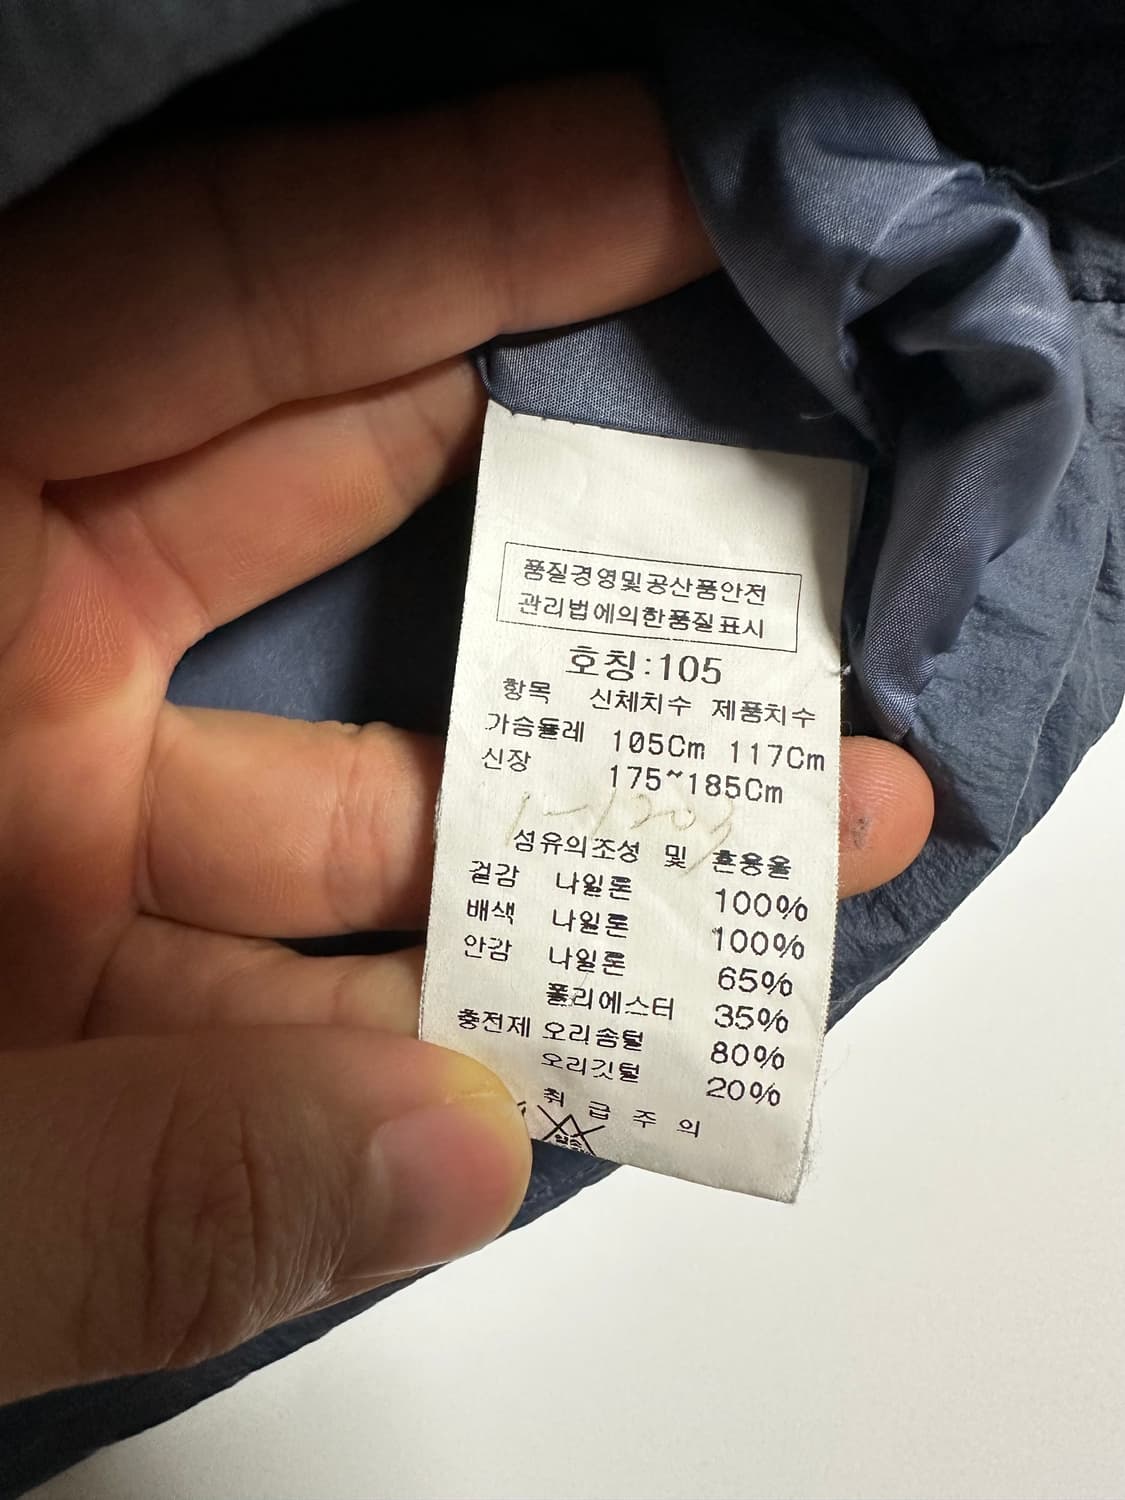 품질경영및공산품안전
관리법에의한품질표시
호칭:105
항목 신체치수 제품치수
가슴둘레 105Cm 117Cm
신장 175~185Cm
섬유의조성 및 혼용율
겉감 나일론 100%
배색 나일론 100%
안감 나일론 65%
폴리에스터 35%
충전제 오리솜털 80%
오리깃털 20%
취급주의